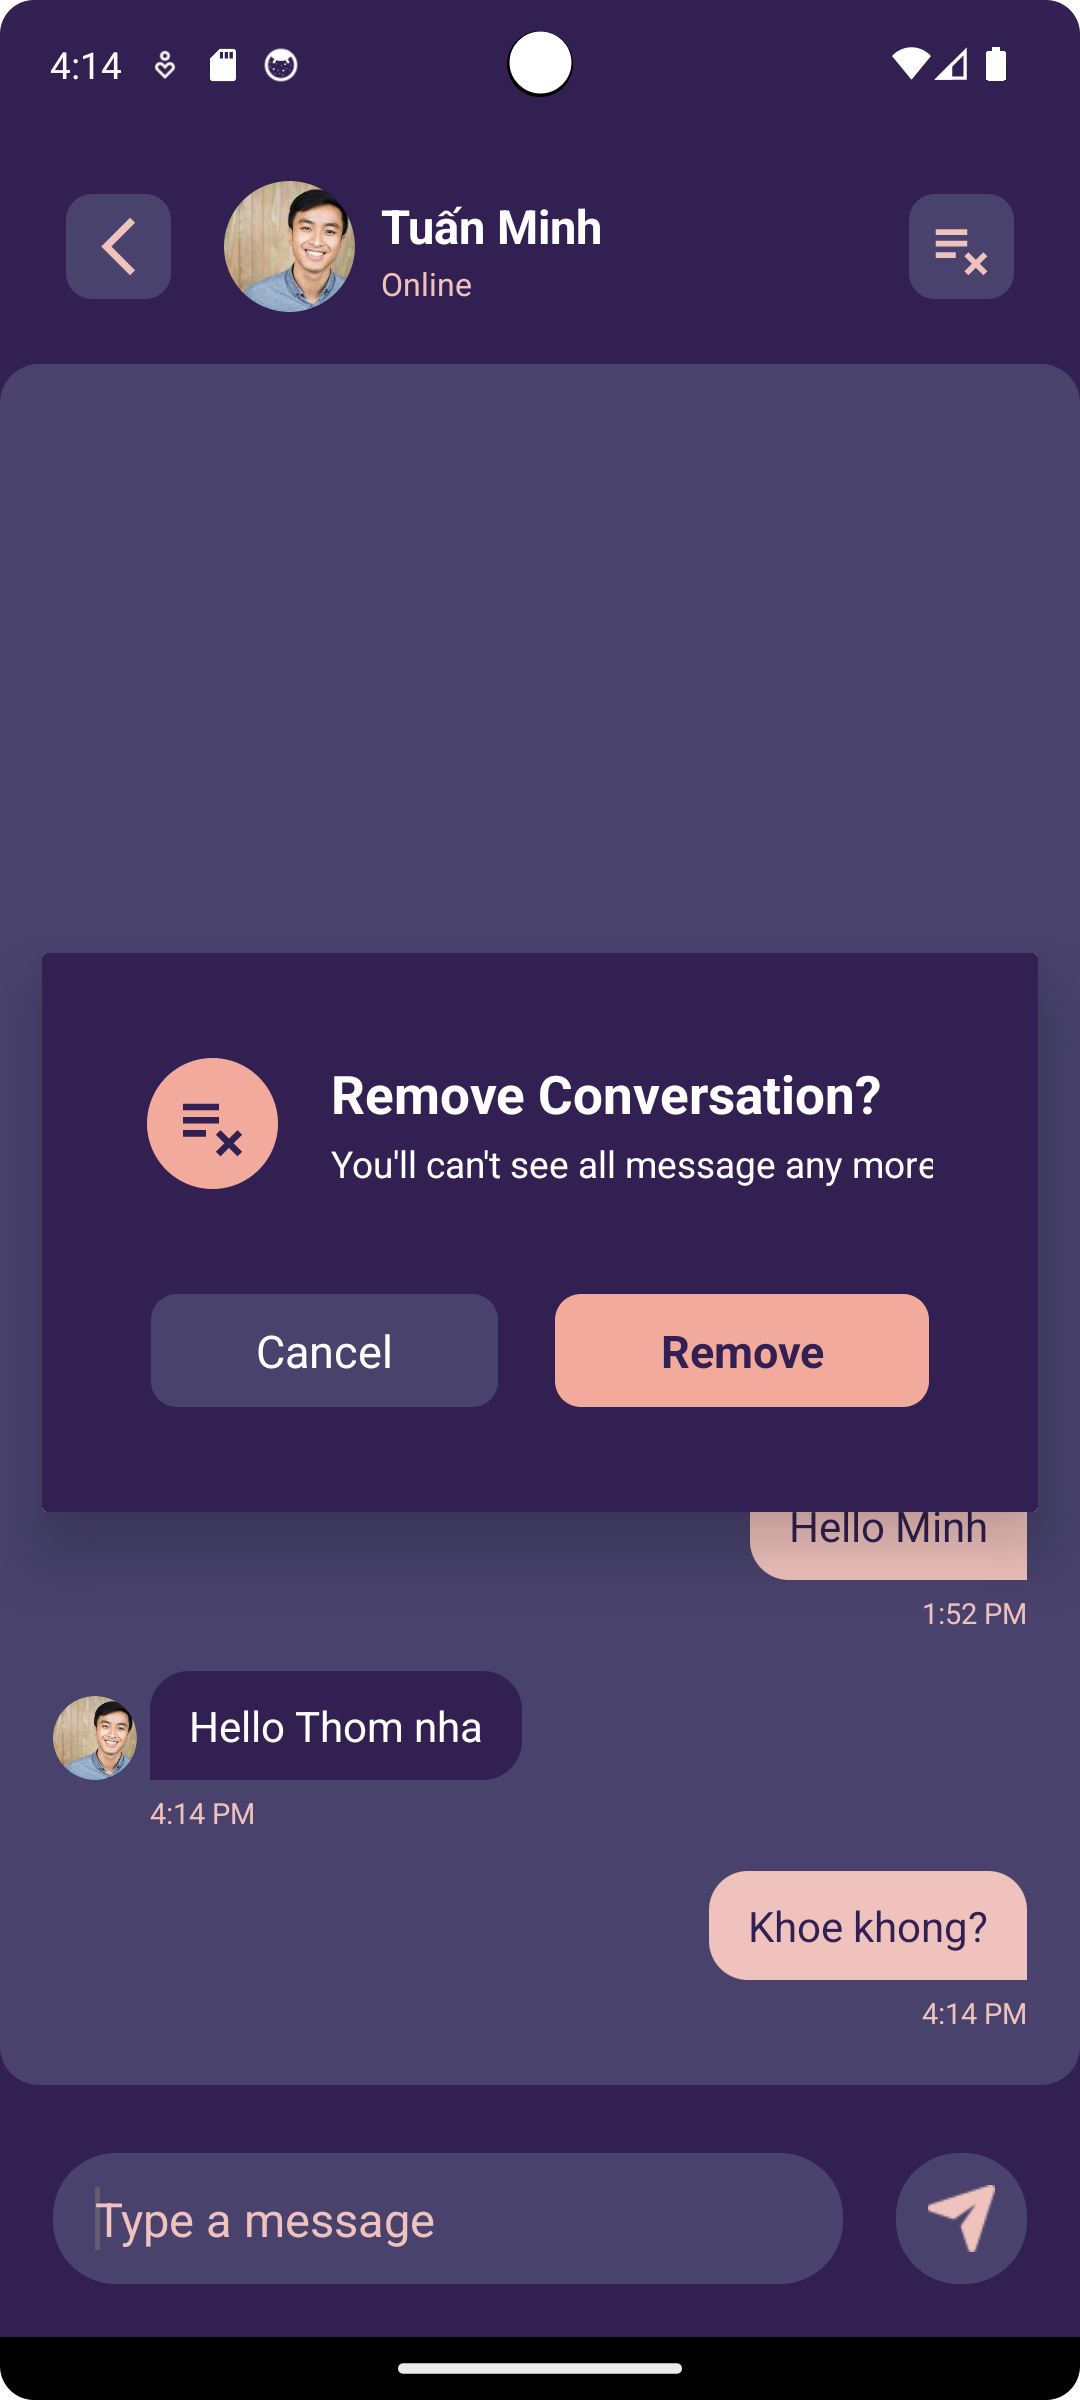 4:14
Tuấn Minh
Online
Remove Conversation?
You'll can't see all message any more
Cancel
Remove
Hello Minh
1:52 PM
Hello Thom nha
4:14 PM
Khoe khong?
4:14 PM
Type a message